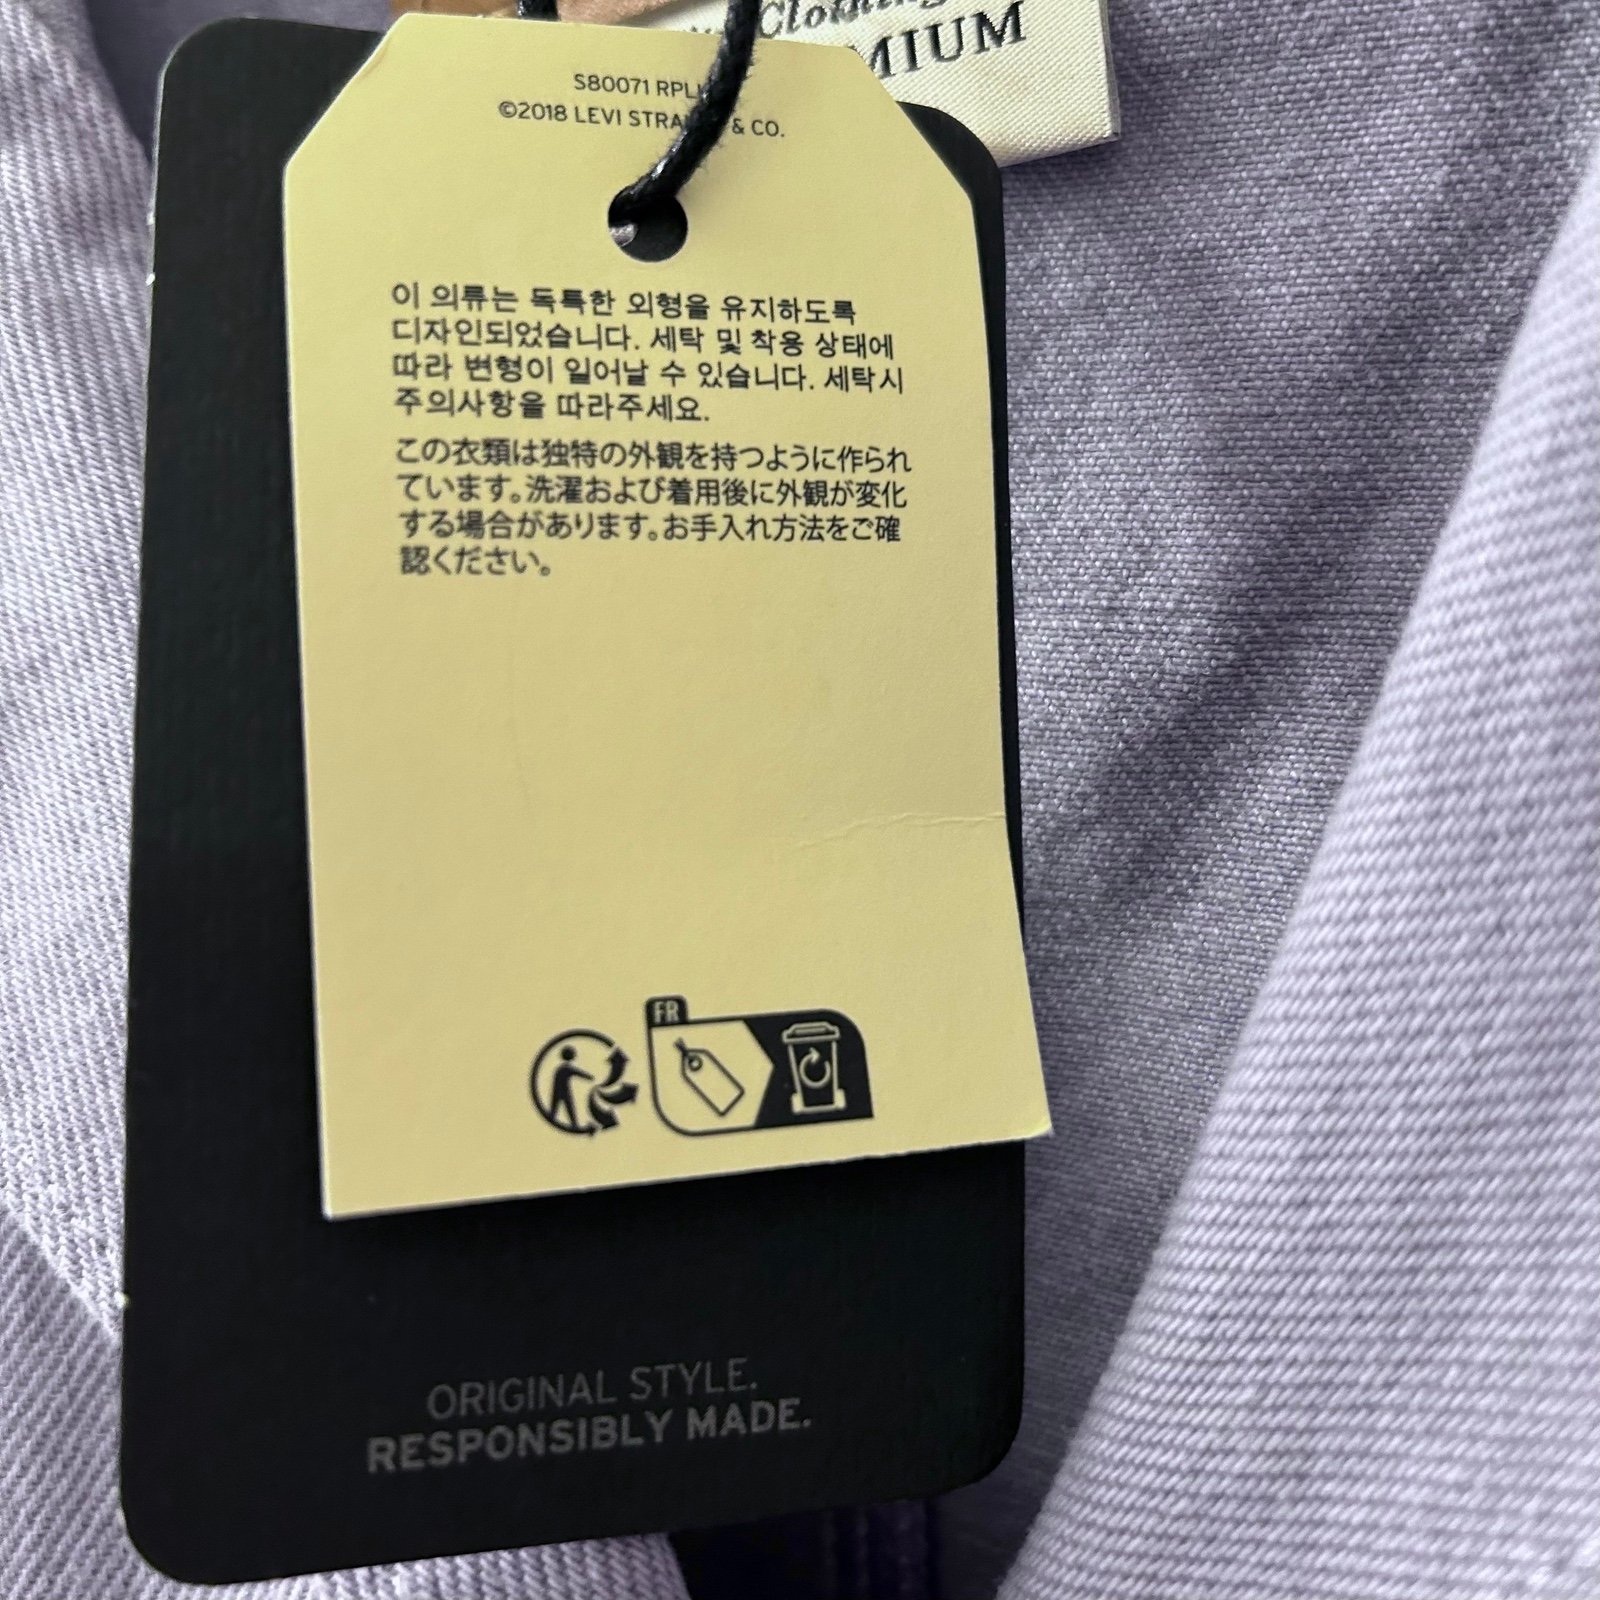 Clothing
MIUM
S80071
©2018 LEVI & CO.
이 의류는 독특한 외형을 유지하도록
디자인되었습니다. 세탁 및 착용 상태에
따라 변형이 일어날 수 있습니다. 세탁시
주의사항을 따라주세요.
この衣類は独特の外観を持つように作られ
ています。洗濯および着用後に外観が変化
する場合があります。お手入れ方法をご確
認ください。
FR
ORIGINAL STYLE.
RESPONSIBLY MADE.